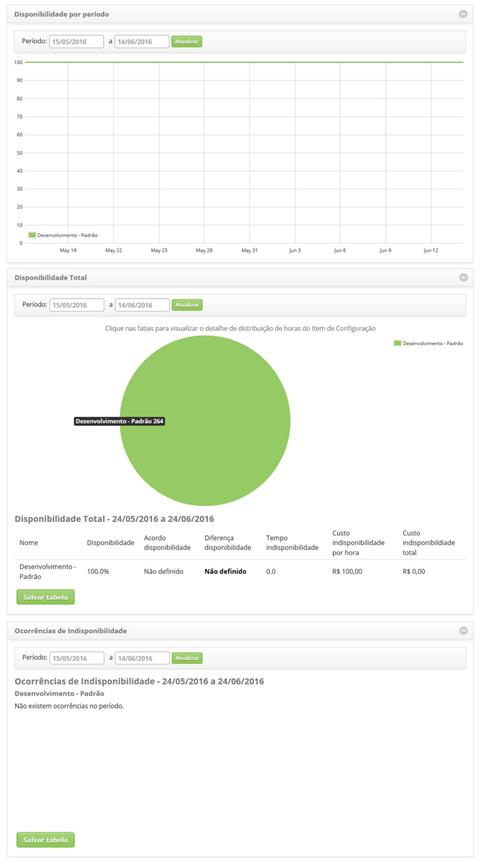 Disponibilidade por período
Período: 15/05/2016 a 14/06/2016 Atualizar
100
90
80
70
60
50
40
30
20
10
0
Desenvolvimento - Padrão
May 19 May 22 May 25 May 28 May 31 Jun 3 Jun 6 Jun 9 Jun 12
Disponibilidade Total
Período: 15/05/2016 a 14/06/2016 Atualizar
Clique nas fatias para visualizar o detalhe de distribuição de horas do Item de Configuração
Desenvolvimento - Padrão
Desenvolvimento - Padrão 264
Disponibilidade Total - 24/05/2016 a 24/06/2016
Nome Disponibilidade Acordo disponibilidade Diferença disponibilidade Tempo indisponibilidade Custo indisponibilidade por hora Custo indisponibildiade total
Desenvolvimento - Padrão 100.0% Não definido Não definido 0.0 R$ 100,00 R$ 0,00
Salvar tabela
Ocorrências de Indisponibilidade
Período: 15/05/2016 a 14/06/2016 Atualizar
Ocorrências de Indisponibilidade - 24/05/2016 a 24/06/2016
Desenvolvimento - Padrão
Não existem ocorrências no período.
Salvar tabela